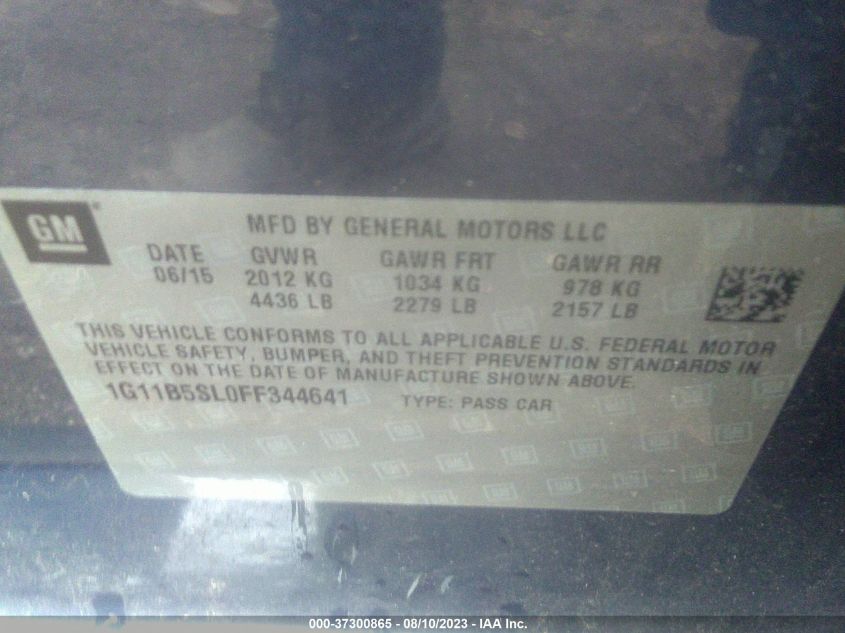 GM
MFD BY GENERAL MOTORS LLC
DATE GVWR GAWR FRT GAWR RR
06/15 2012 KG 1034 KG 978 KG
4436 LB 2279 LB 2157 LB
THIS VEHICLE CONFORMS TO ALL APPLICABLE U.S. FEDERAL MOTOR
VEHICLE SAFETY, BUMPER, AND THEFT PREVENTION STANDARDS IN
EFFECT ON THE DATE OF MANUFACTURE SHOWN ABOVE.
1G11B5SL0FF344641 TYPE: PASS CAR
000-37300865 - 08/10/2023 - IAA Inc.